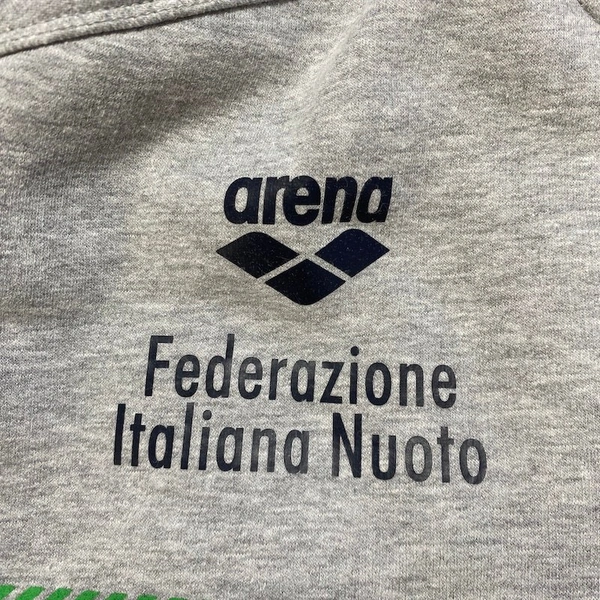 arena
Federazione
Italiana Nuoto